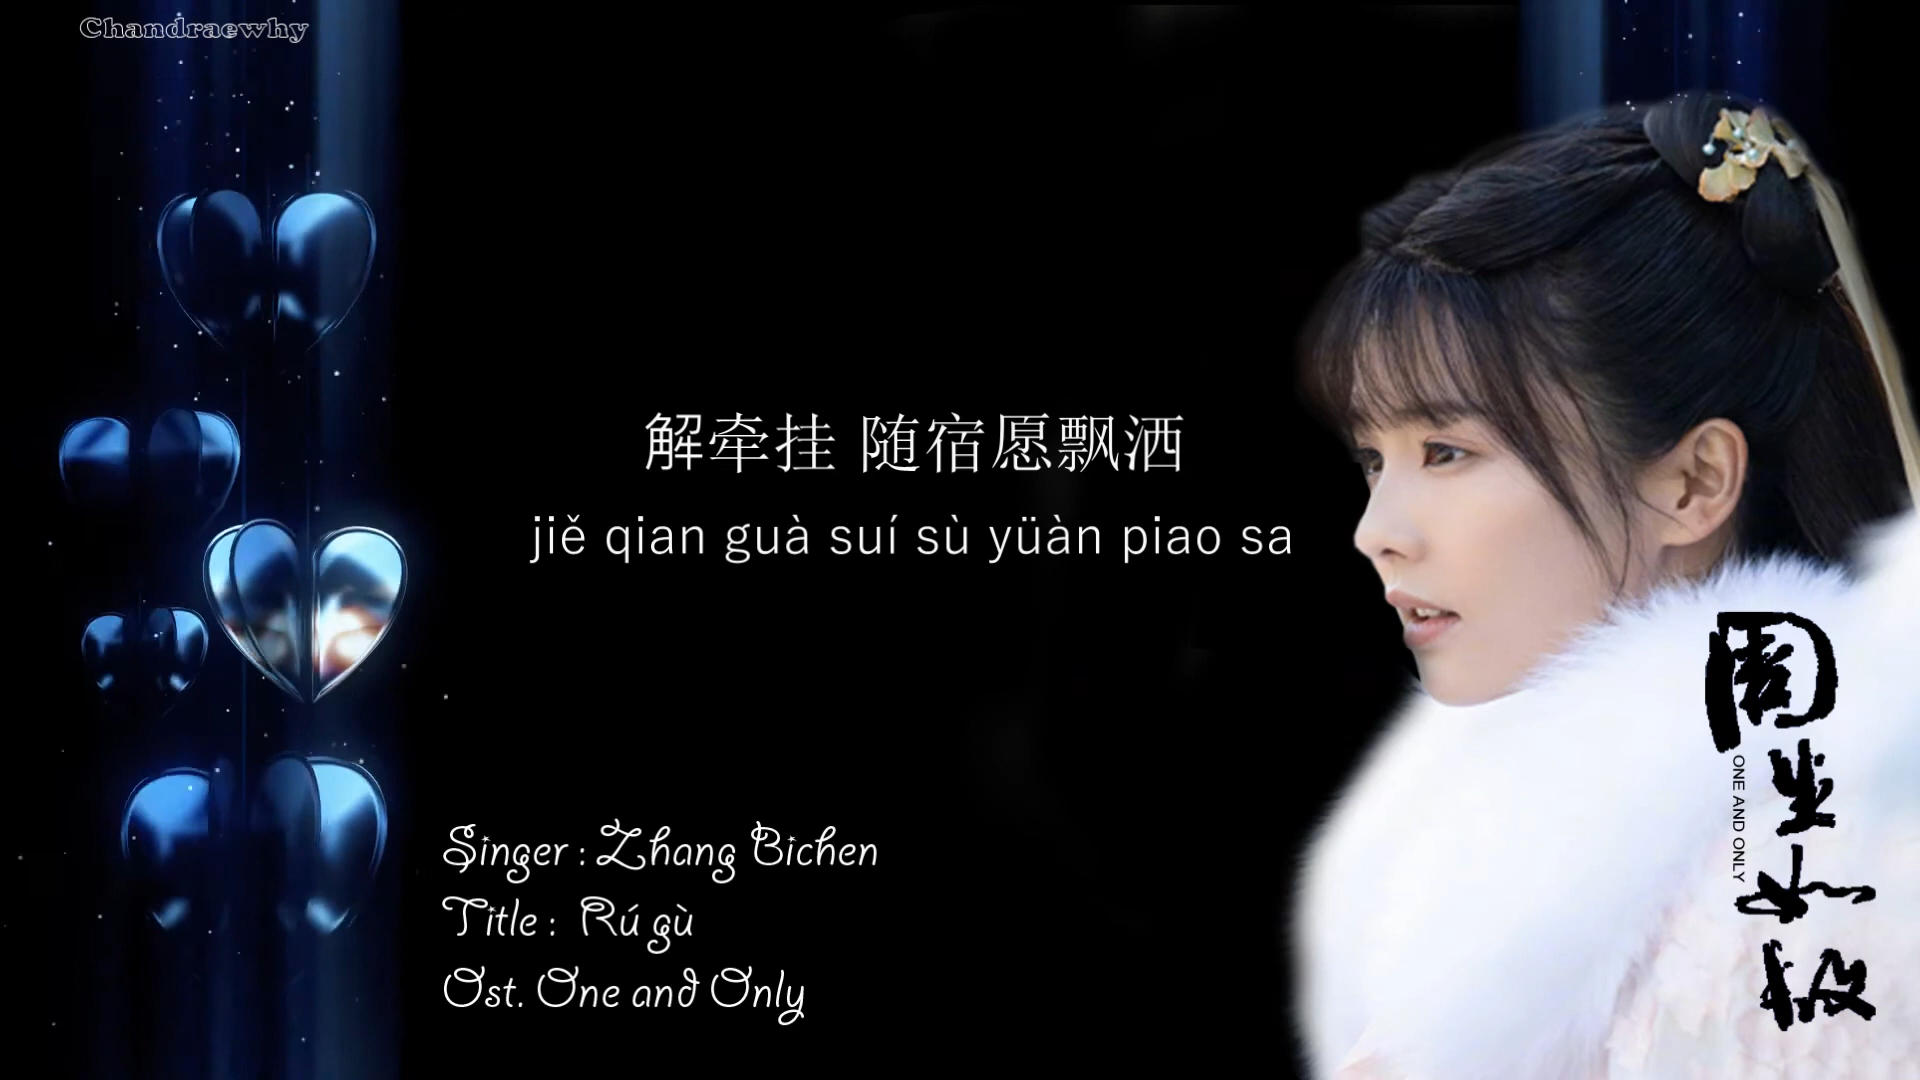 Chandraewhy
解牵挂 随宿愿飘洒
jiě qian guà suí sù yüàn piao sa
Singer : Zhang Bichen
Title : Rú gù
Ost. One and Only
周生如故
ONE AND ONLY